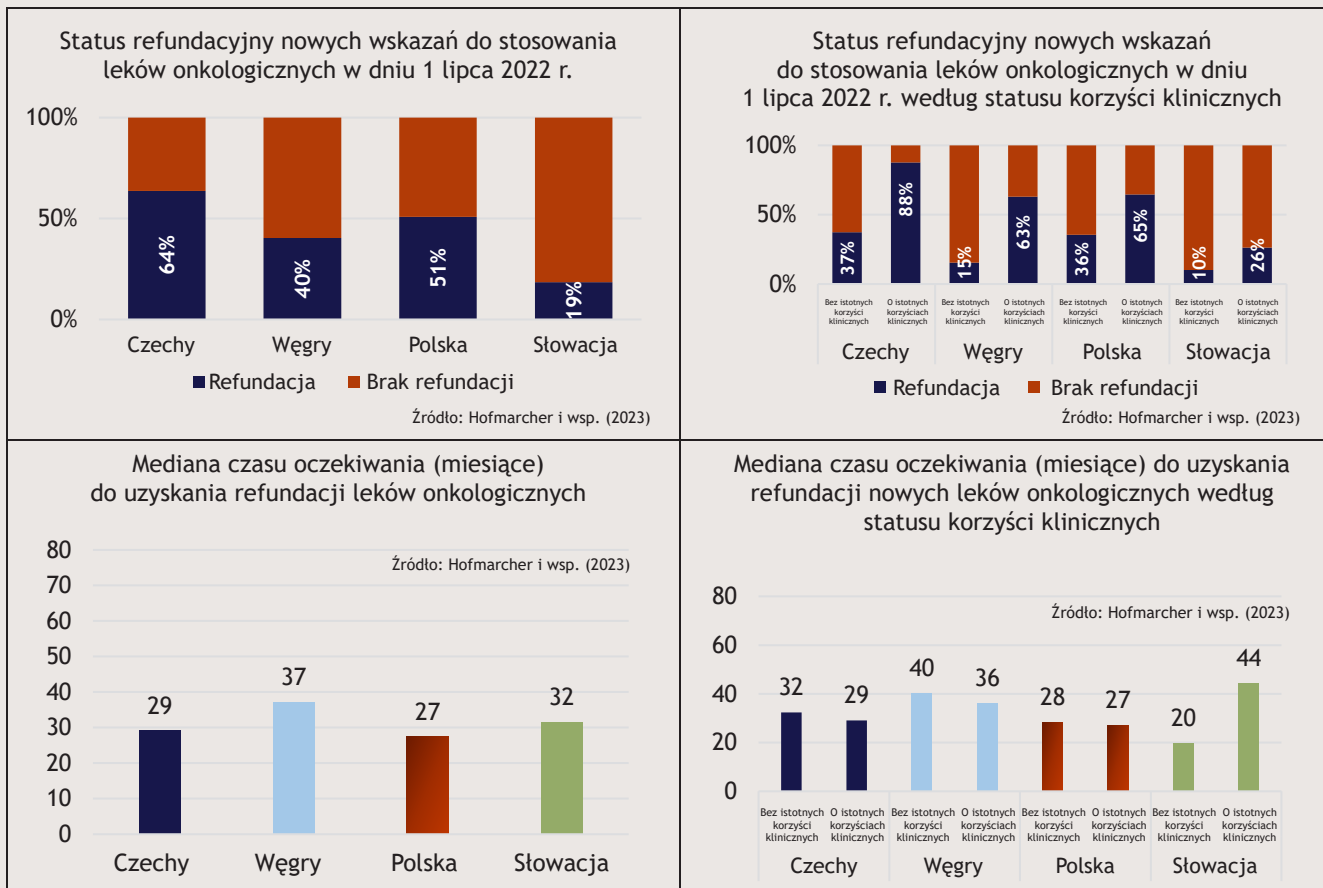 Status refundacyjny nowych wskazań do stosowania
leków onkologicznych w dniu 1 lipca 2022 r.
100%
50%
0%
64%
40%
51%
19%
Czechy Węgry Polska Słowacja
Refundacja Brak refundacji
Źródło: Hofmarcher i wsp. (2023)
Status refundacyjny nowych wskazań
do stosowania leków onkologicznych w dniu
1 lipca 2022 r. według statusu korzyści klinicznych
100%
50%
0%
37%
88%
15%
63%
36%
65%
10%
26%
Bez istotnych O istotnych Bez istotnych O istotnych Bez istotnych O istotnych Bez istotnych O istotnych
korzyści korzyściach korzyści korzyściach korzyści korzyściach korzyści korzyściach
klinicznych klinicznych klinicznych klinicznych klinicznych klinicznych klinicznych klinicznych
Czechy Węgry Polska Słowacja
Refundacja Brak refundacji
Źródło: Hofmarcher i wsp. (2023)
Mediana czasu oczekiwania (miesiące)
do uzyskania refundacji leków onkologicznych
Źródło: Hofmarcher i wsp. (2023)
80
70
60
50
40
30
20
10
0
29
37
27
32
Czechy Węgry Polska Słowacja
Mediana czasu oczekiwania (miesiące) do uzyskania
refundacji nowych leków onkologicznych według
statusu korzyści klinicznych
Źródło: Hofmarcher i wsp. (2023)
80
60
40
20
0
32
29
40
36
28
27
20
44
Bez istotnych O istotnych Bez istotnych O istotnych Bez istotnych O istotnych Bez istotnych O istotnych
korzyści korzyściach korzyści korzyściach korzyści korzyściach korzyści korzyściach
klinicznych klinicznych klinicznych klinicznych klinicznych klinicznych klinicznych klinicznych
Czechy Węgry Polska Słowacja